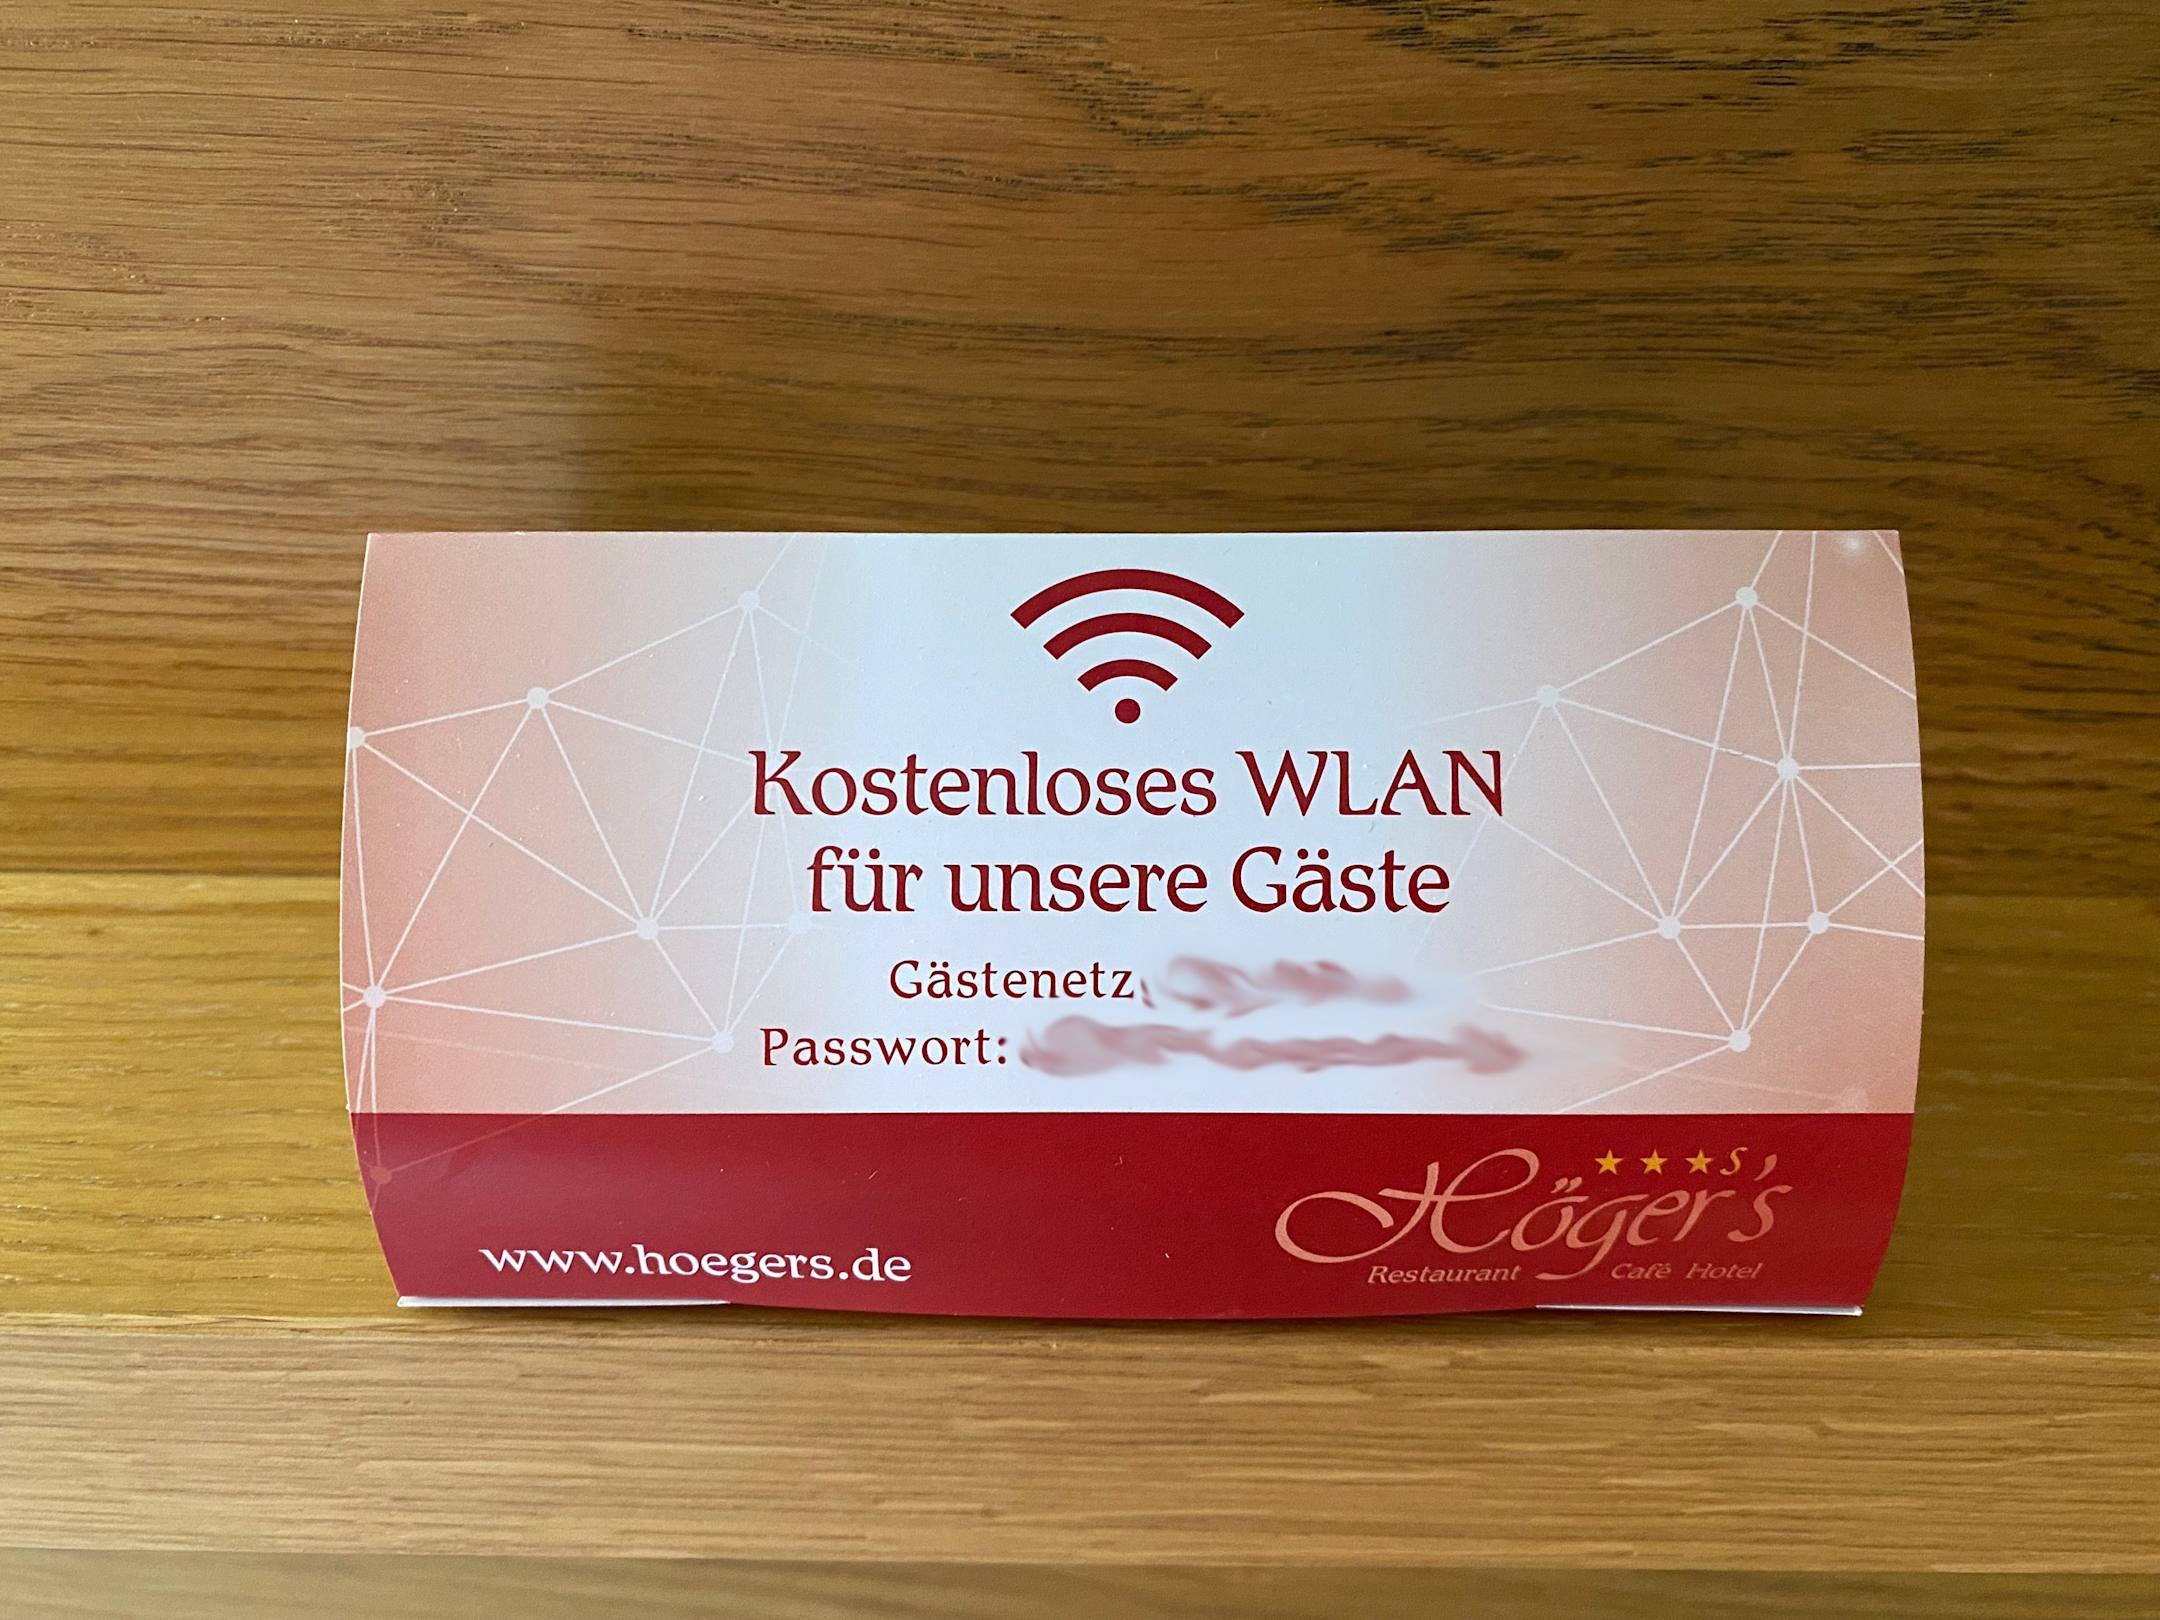 Kostenloses WLAN
für unsere Gäste
Gästenetz:
Passwort:
www.hoegers.de
★★★S
Höger's
Restaurant Café Hotel